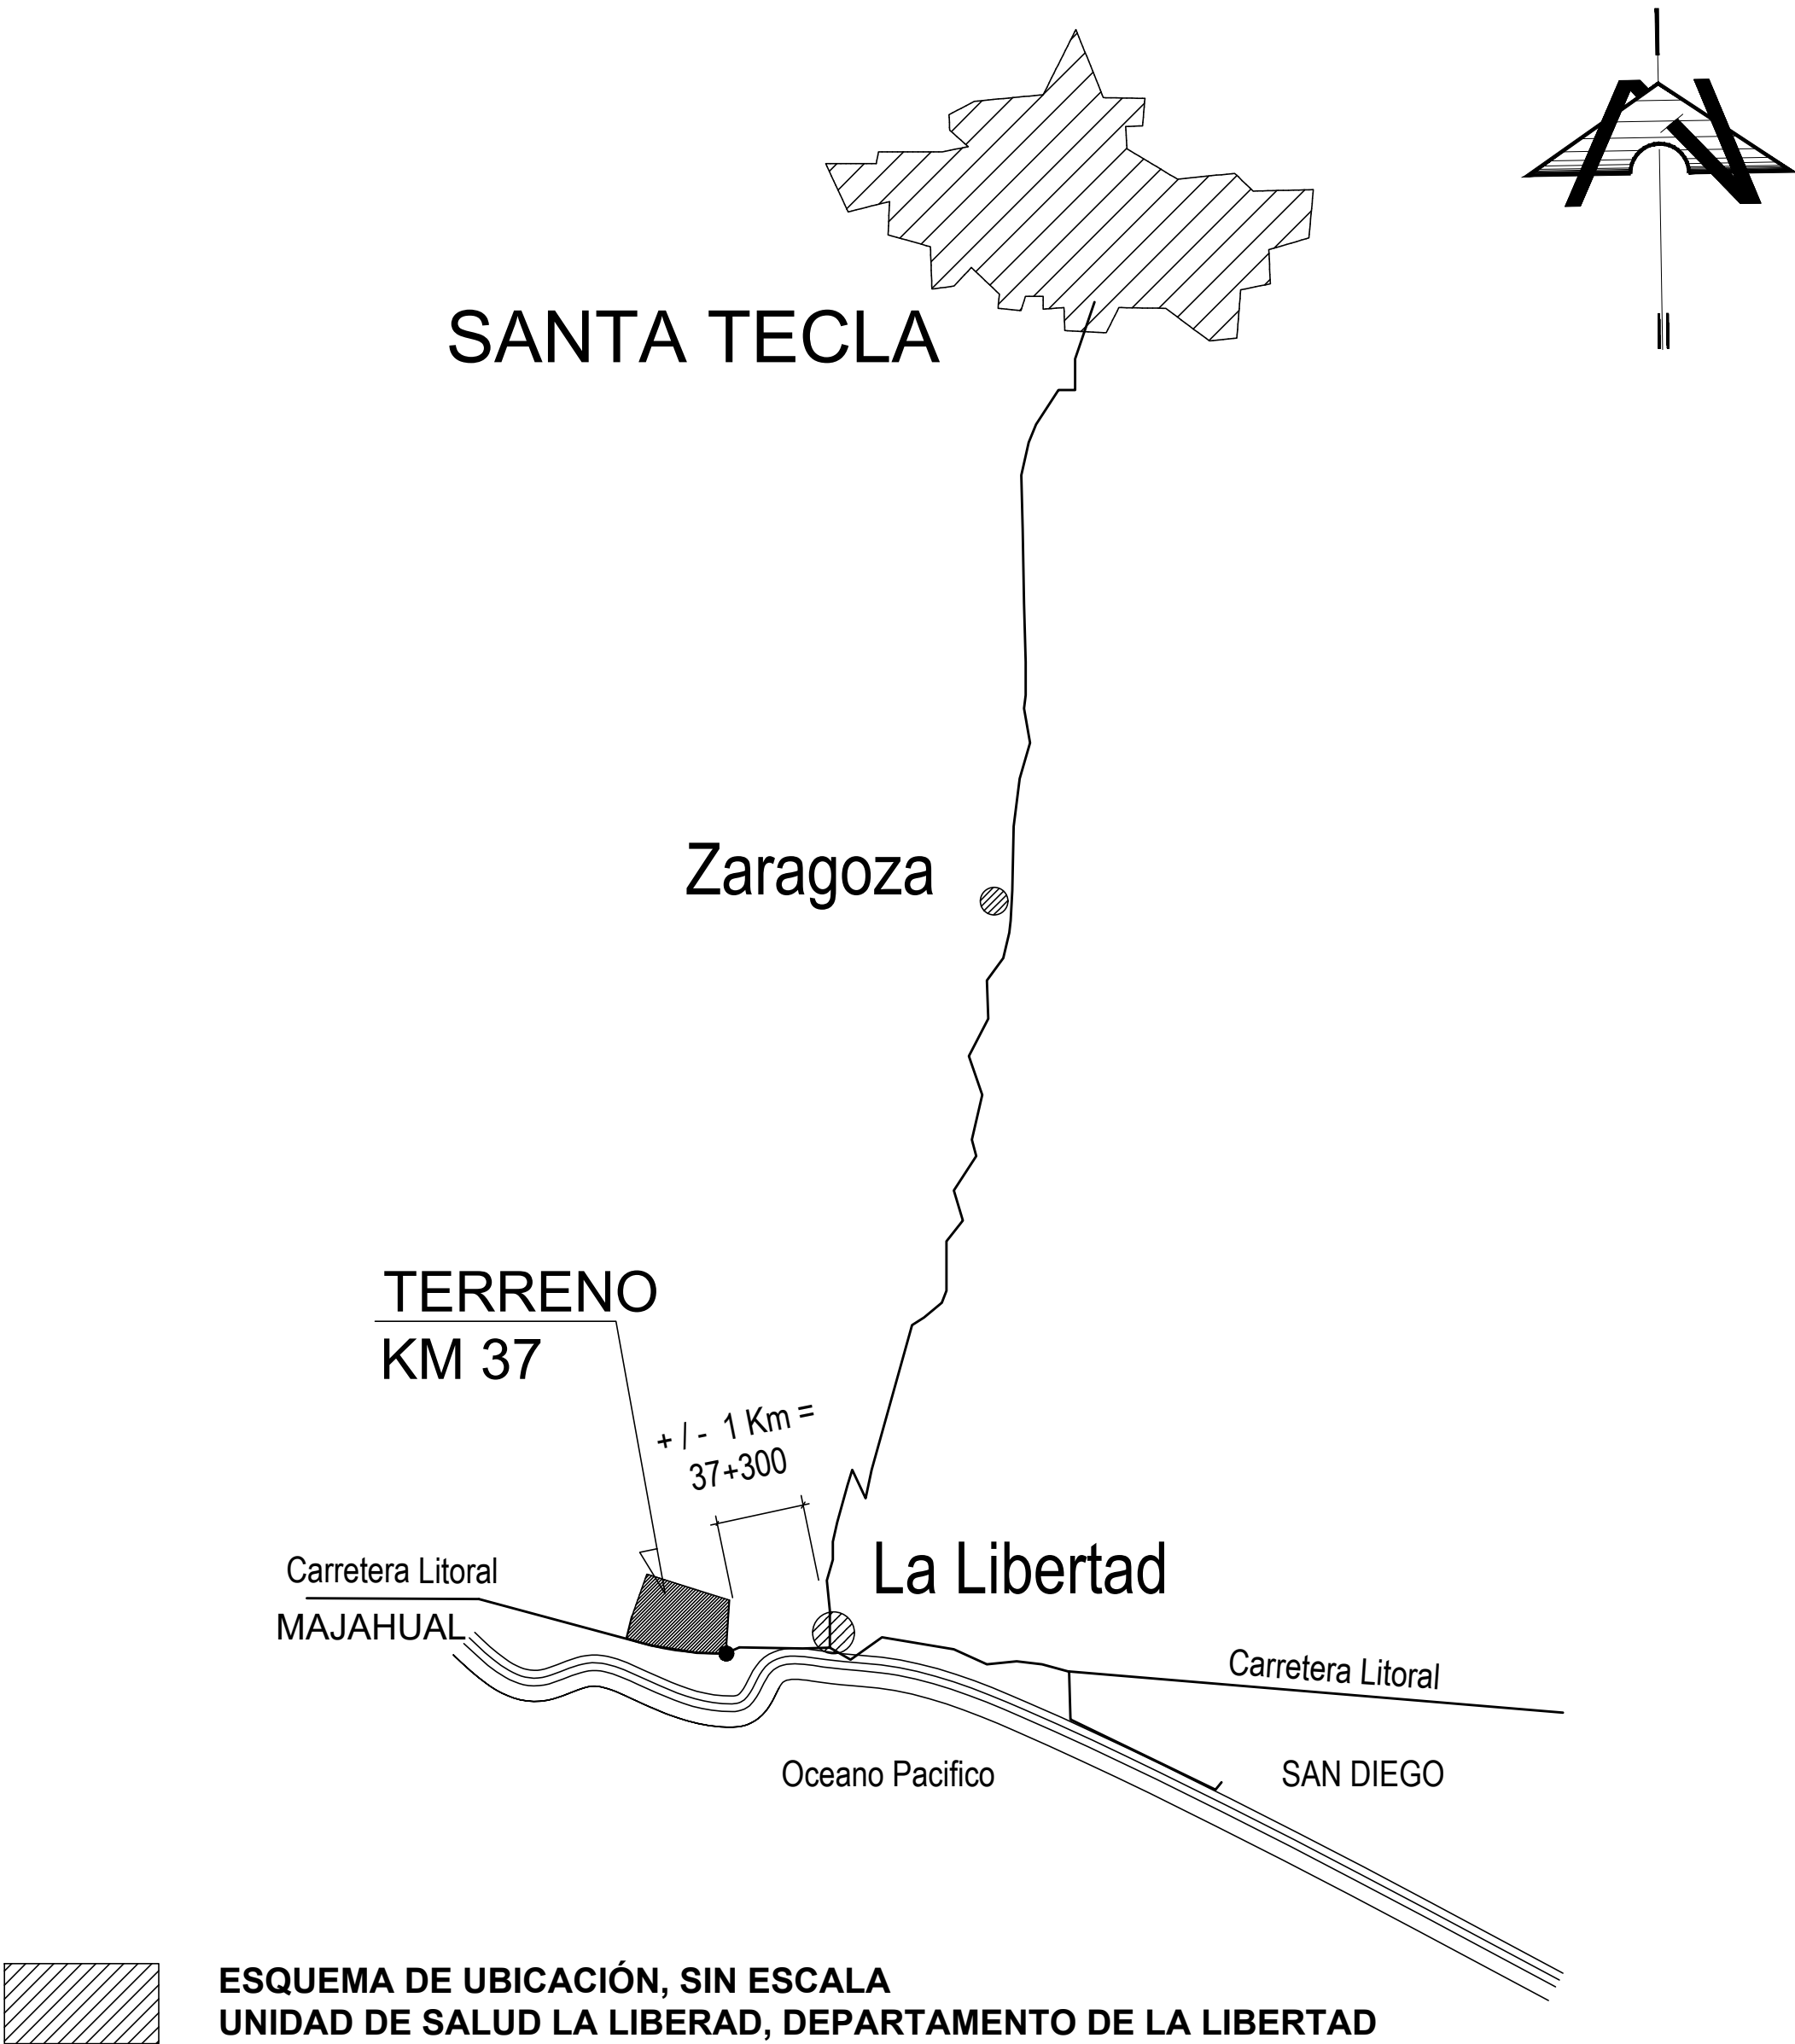 N
SANTA TECLA
Zaragoza
TERRENO
KM 37
+ / - 1 Km =
37+300
La Libertad
Carretera Litoral
MAJAHUAL
Carretera Litoral
Oceano Pacifico
SAN DIEGO
ESQUEMA DE UBICACIÓN, SIN ESCALA
UNIDAD DE SALUD LA LIBERAD, DEPARTAMENTO DE LA LIBERTAD